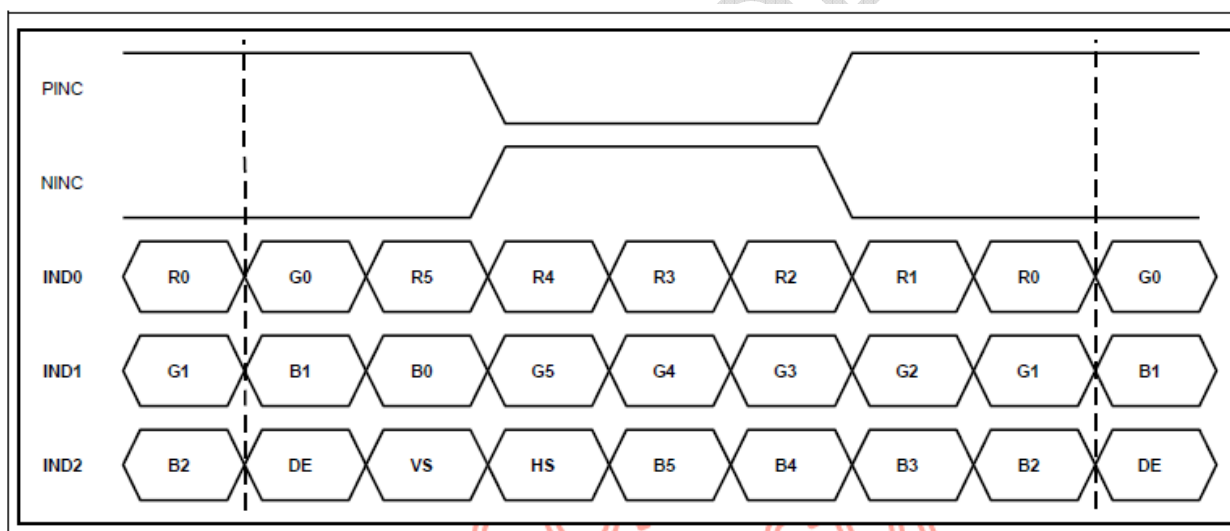 PINC
NINC
IND0 R0 G0 R5 R4 R3 R2 R1 R0 G0
IND1 G1 B1 B0 G5 G4 G3 G2 G1 B1
IND2 B2 DE VS HS B5 B4 B3 B2 DE